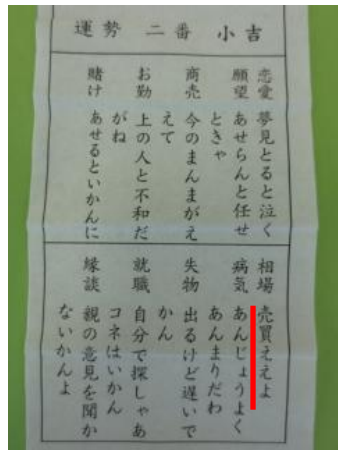 運勢 二番 小吉
恋愛 夢見とると泣く
願望 あせらんと任せ
ときゃ
商売 今のまんまがえ
えて
お勤 上の人と不和だ
がね
賭け あせるといかんに
相場 売買ええよ
病気 あんじょうよく
あんまりだわ
失物 出るけど遅いで
かん
就職 自分で探しゃあ
コネはいかん
縁談 親の意見を聞か
ないかんよ